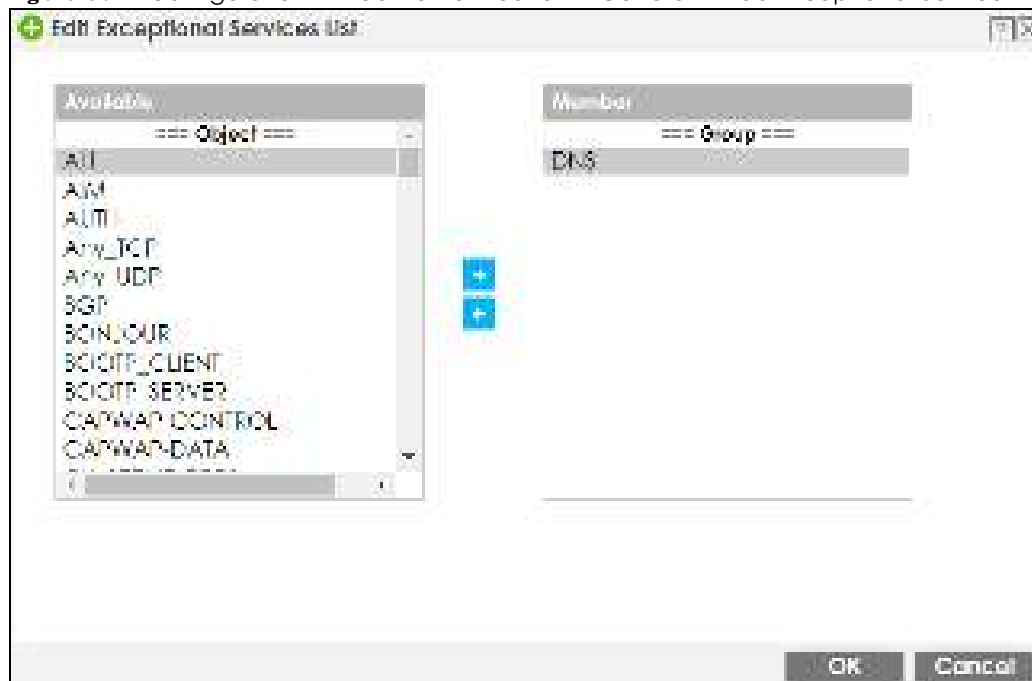 Edit Exceptional Services List
Available
=== Object ===
AIM
AUTH
Any_TCP
Any_UDP
BGP
BONJOUR
BOOTP_CLIENT
BOOTP_SERVER
CAPWAP-CONTROL
CAPWAP-DATA
Member
=== Group ===
DNS
OK
Cancel